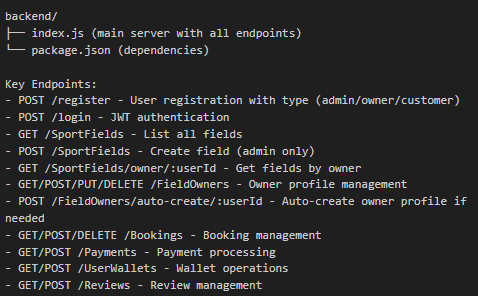 backend/
├── index.js (main server with all endpoints)
└── package.json (dependencies)

Key Endpoints:
- POST /register - User registration with type (admin/owner/customer)
- POST /login - JWT authentication
- GET /SportFields - List all fields
- POST /SportFields - Create field (admin only)
- GET /SportFields/owner/:userId - Get fields by owner
- GET/POST/PUT/DELETE /FieldOwners - Owner profile management
- POST /FieldOwners/auto-create/:userId - Auto-create owner profile if
needed
- GET/POST/DELETE /Bookings - Booking management
- GET/POST /Payments - Payment processing
- GET/POST /UserWallets - Wallet operations
- GET/POST /Reviews - Review management